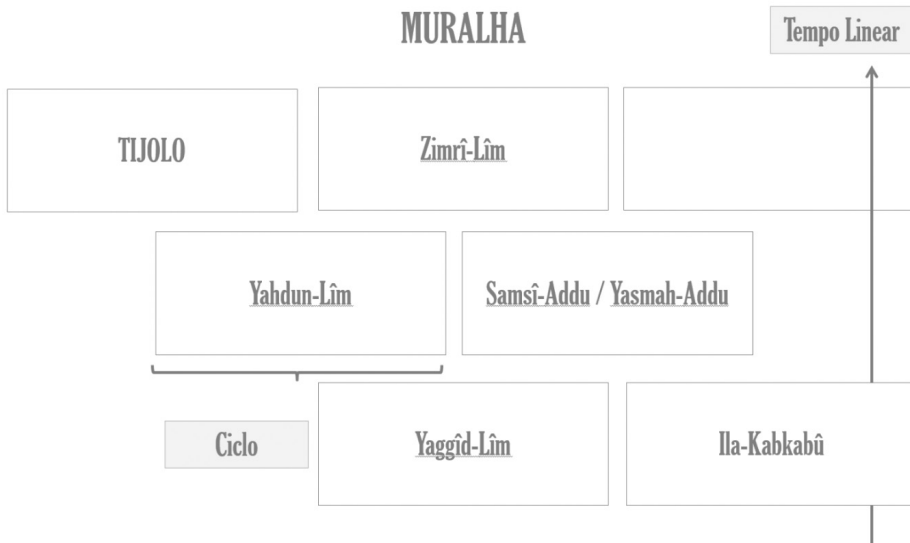 MURALHA
Tempo Linear
TIJOLO
Zimrî-Lîm
Yahdun-Lîm
Samsî-Addu / Yasmah-Addu
Ciclo
Yaggîd-Lîm
Ila-Kabkabû